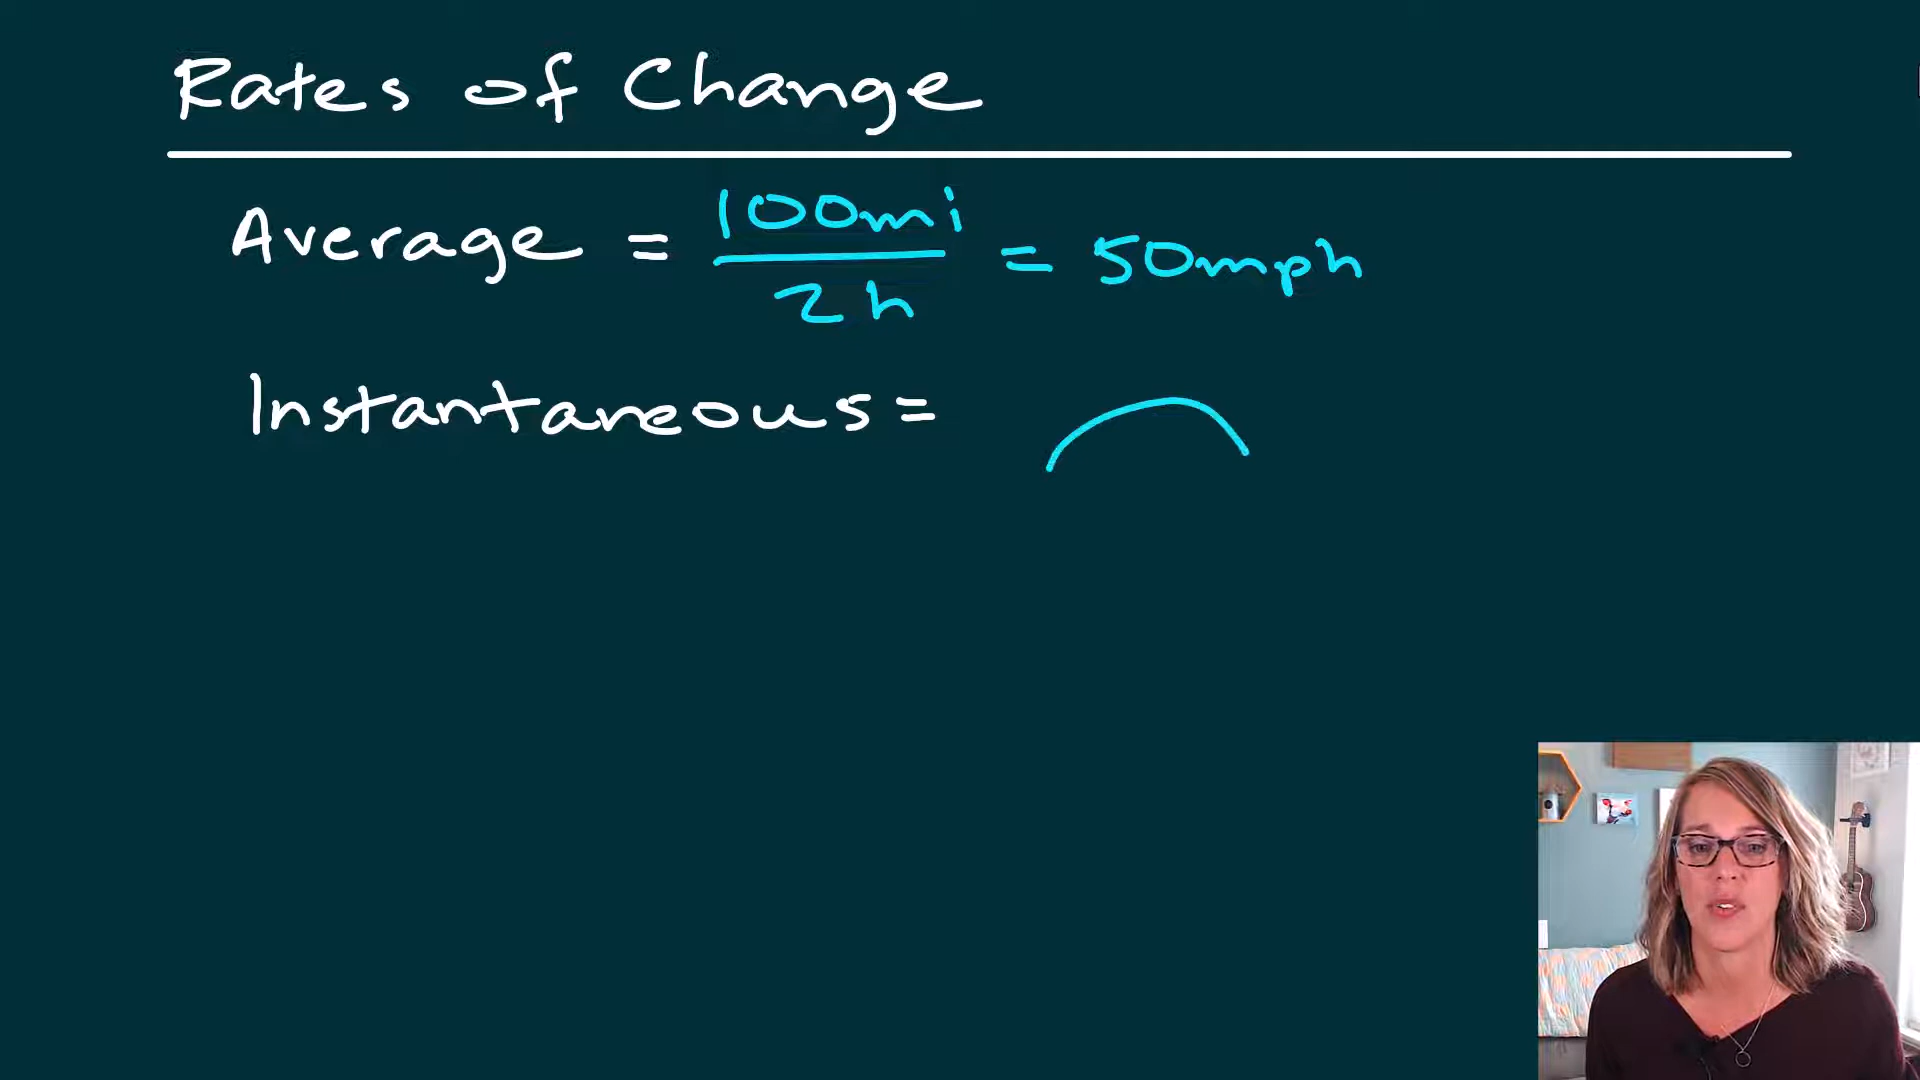 Rates of Change
Average = 100mi / 2h = 50mph
Instantaneous =